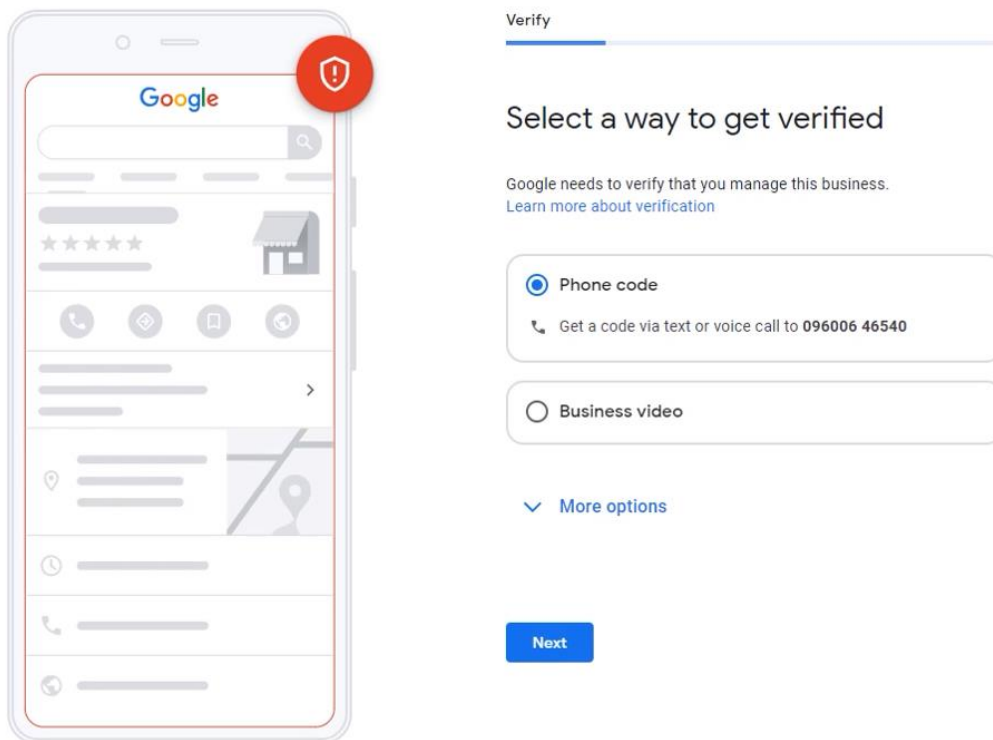 Google
Verify
Select a way to get verified
Google needs to verify that you manage this business.
Learn more about verification
Phone code
Get a code via text or voice call to 096006 46540
Business video
More options
Next